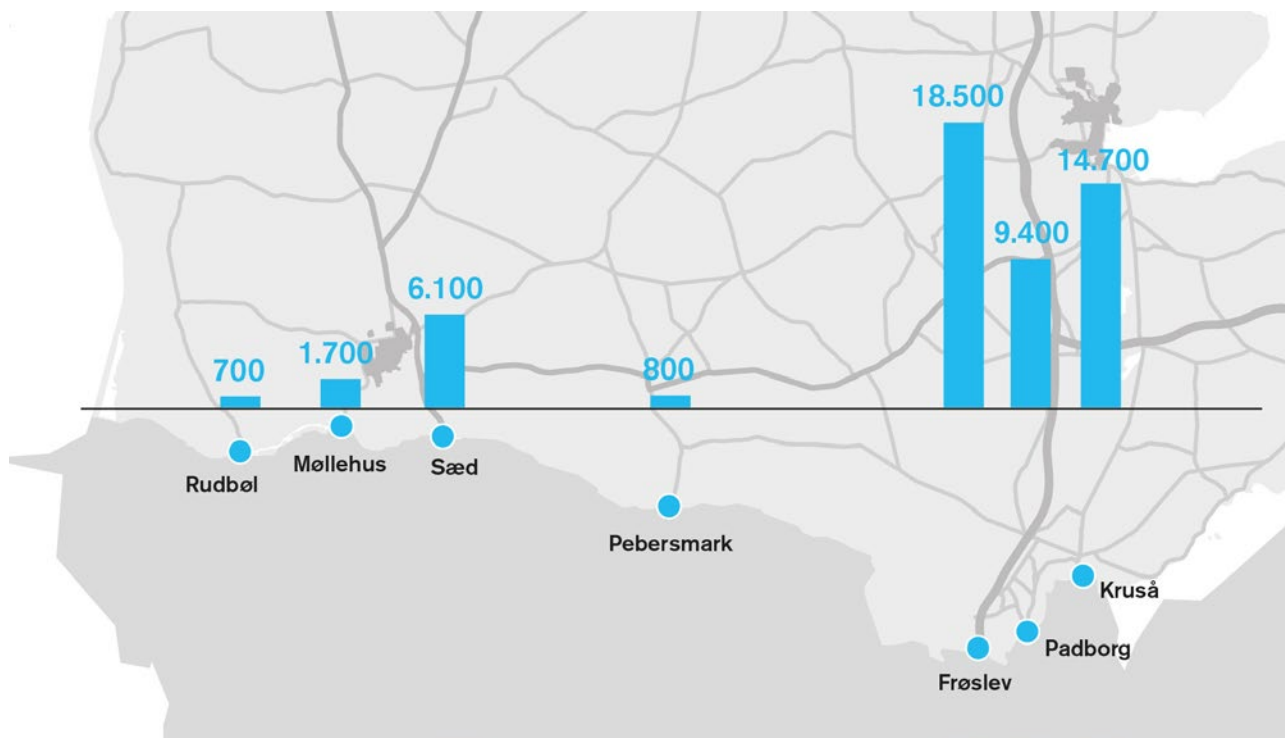 18.500
14.700
9.400
6.100
1.700
700
800
Rudbøl
Møllehus
Sæd
Pebersmark
Kruså
Padborg
Frøslev